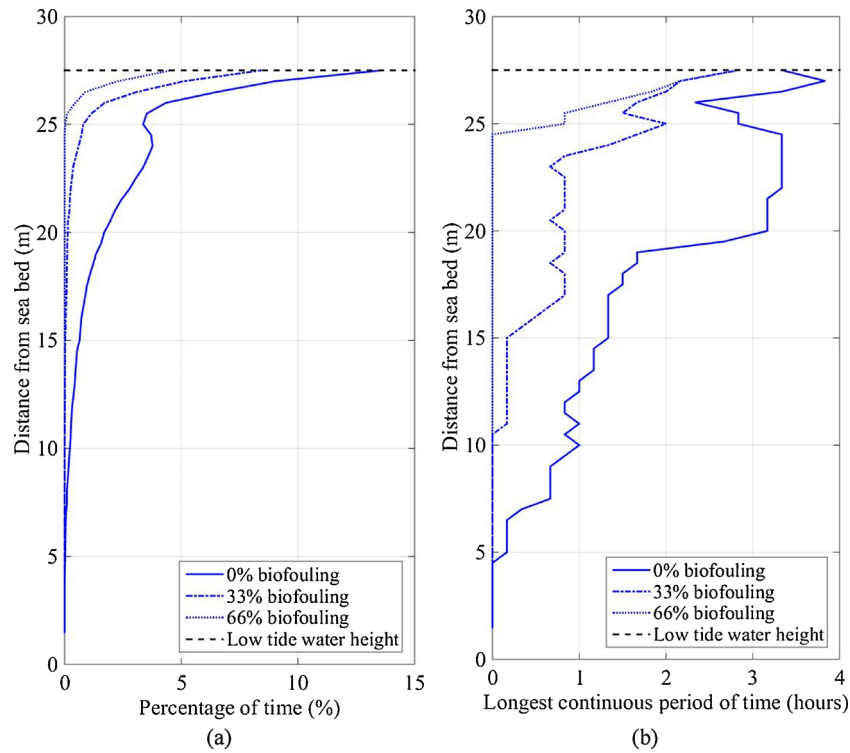 30
25
20
15
10
5
0
Distance from sea bed (m)
0% biofouling
33% biofouling
66% biofouling
Low tide water height
0
5
10
15
Percentage of time (%)
(a)
30
25
20
15
10
5
0
Distance from sea bed (m)
0% biofouling
33% biofouling
66% biofouling
Low tide water height
0
1
2
3
4
Longest continuous period of time (hours)
(b)